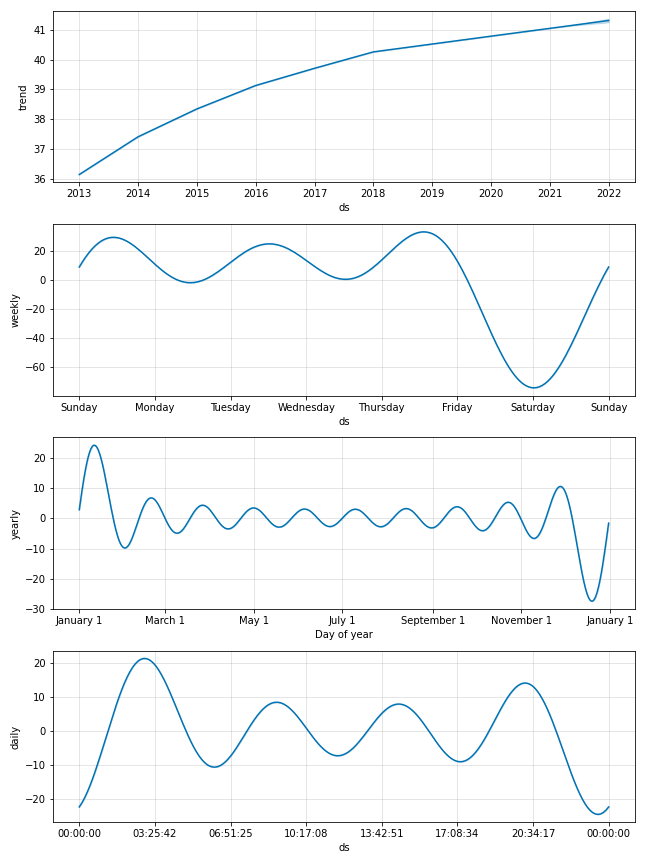 41
40
39
38
37
36
trend
2013 2014 2015 2016 2017 2018 2019 2020 2021 2022
ds
20
0
−20
−40
−60
weekly
Sunday Monday Tuesday Wednesday Thursday Friday Saturday Sunday
ds
20
10
0
−10
−20
−30
yearly
January 1 March 1 May 1 July 1 September 1 November 1 January 1
Day of year
20
10
0
−10
−20
daily
00:00:00 03:25:42 06:51:25 10:17:08 13:42:51 17:08:34 20:34:17 00:00:00
ds